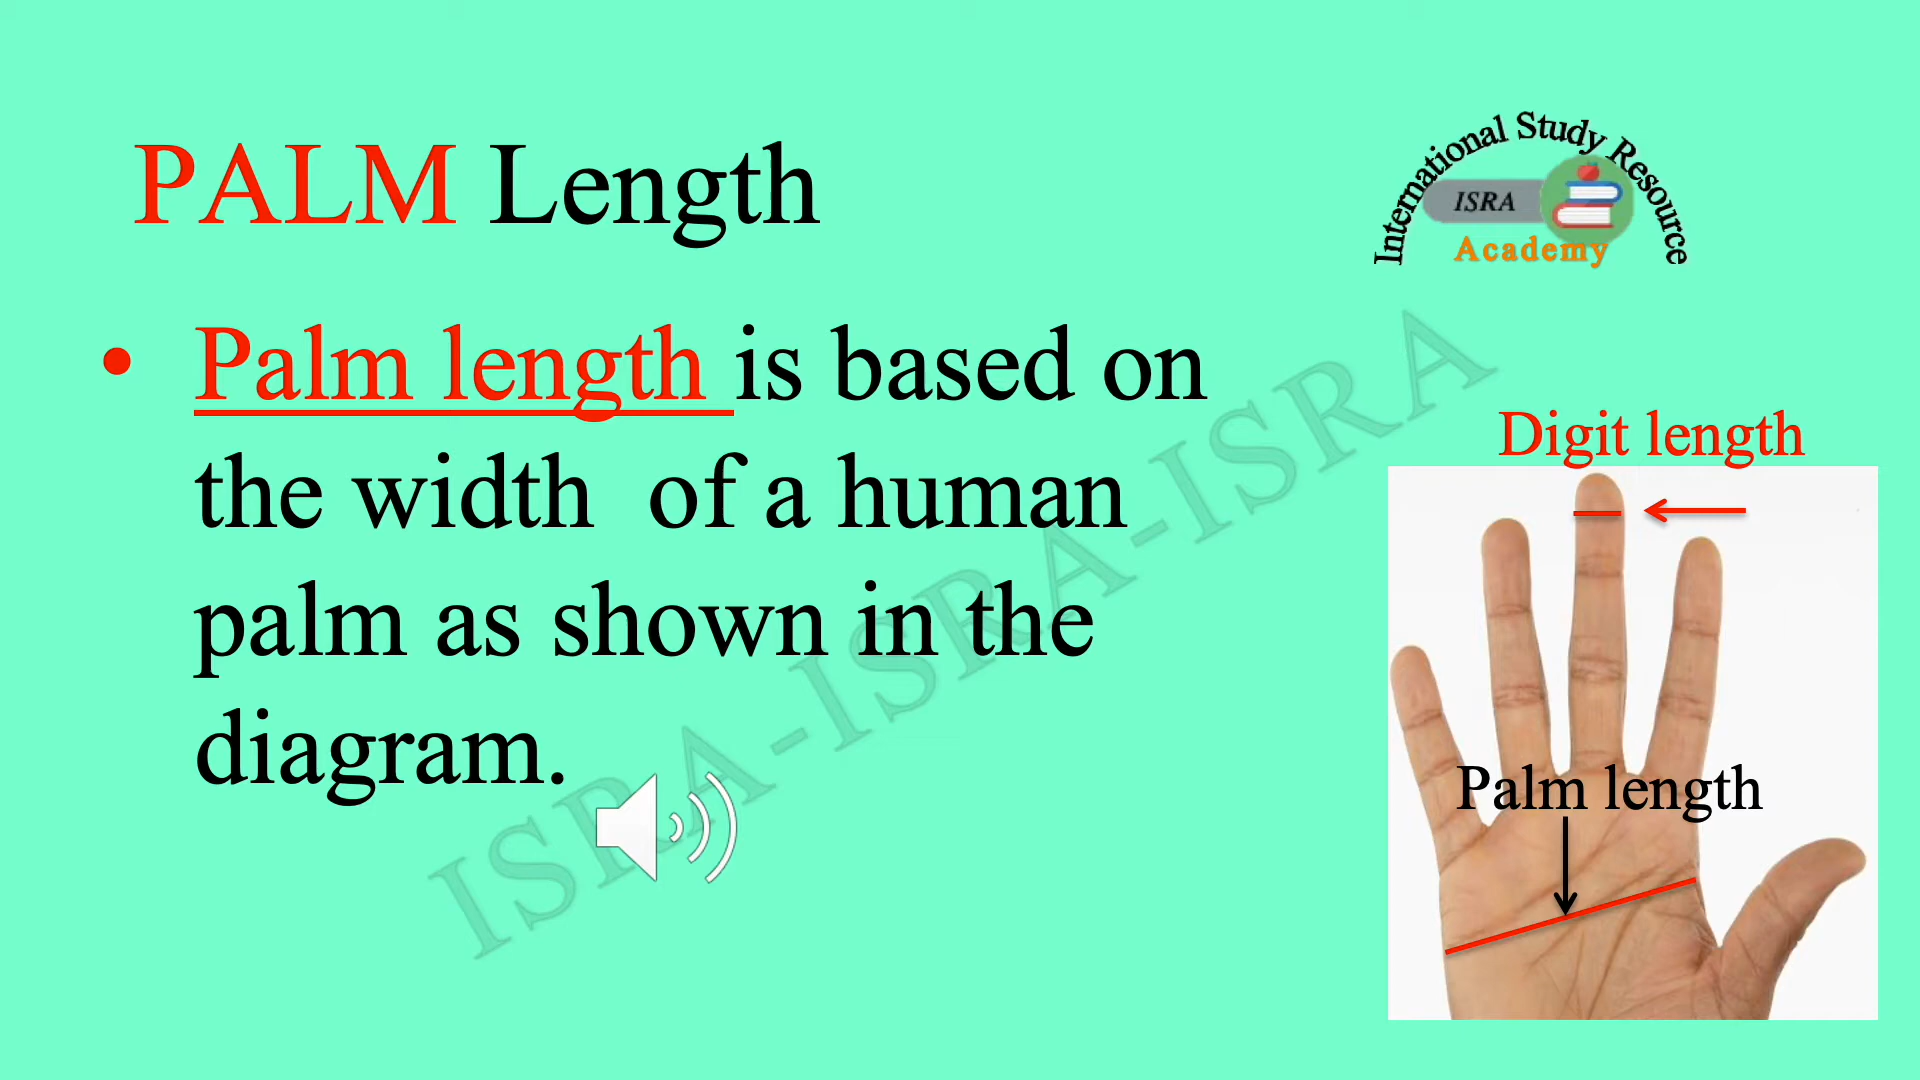 PALM Length
International Study Resource
ISRA
Academy
• Palm length is based on
the width of a human
palm as shown in the
diagram.
Digit length
Palm length
ISRA-ISRA-ISRA-ISRA